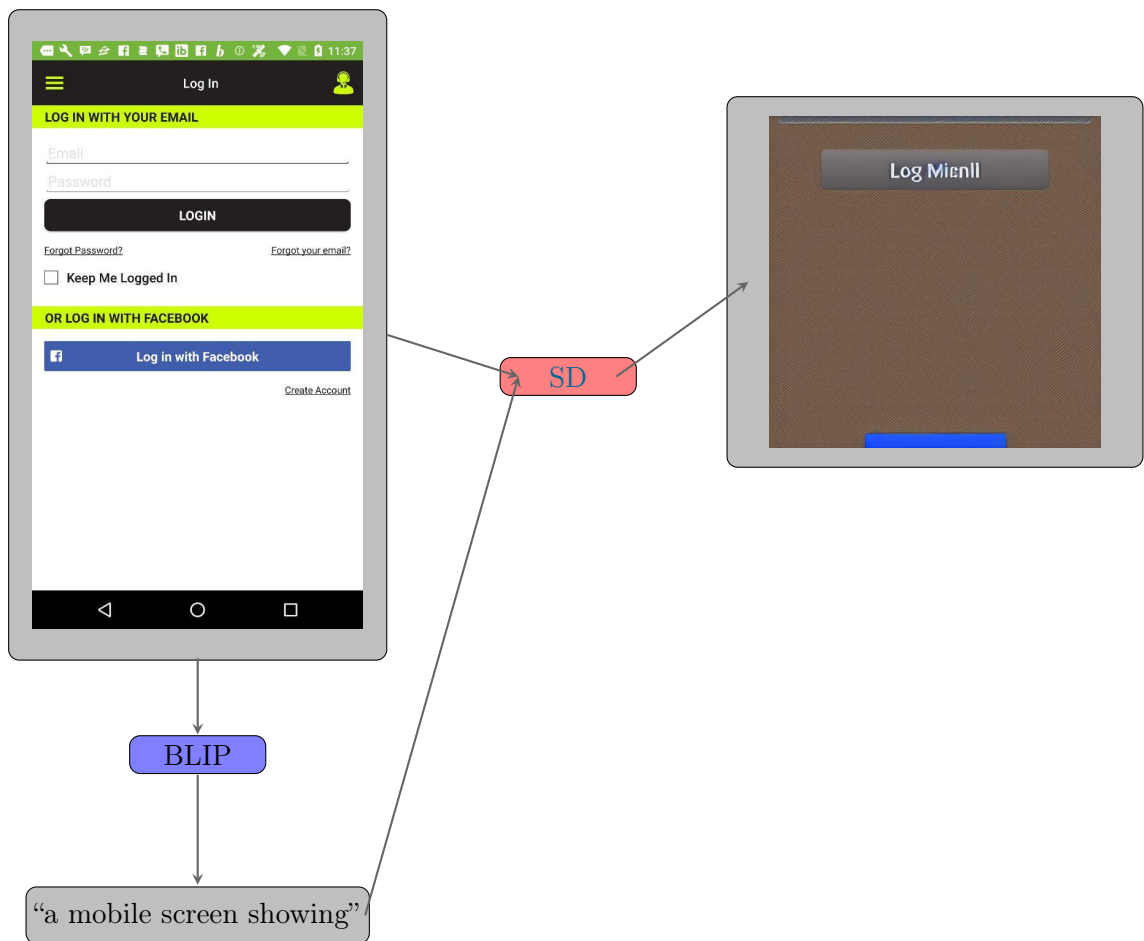 11:37
Log In
LOG IN WITH YOUR EMAIL
Email
Password
LOGIN
Forgot Password? Forgot your email?
Keep Me Logged In
OR LOG IN WITH FACEBOOK
Log in with Facebook
Create Account
BLIP
“a mobile screen showing”
SD
Log